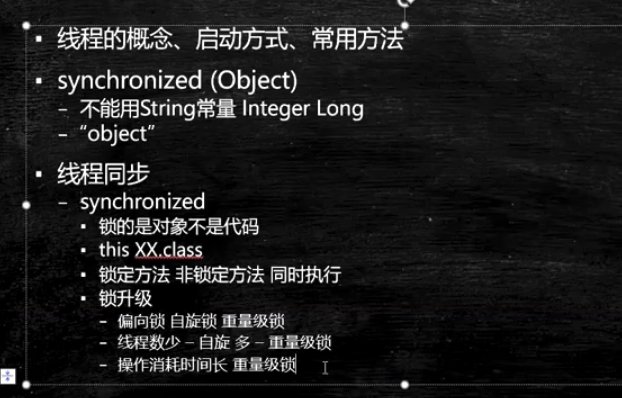 线程的概念、启动方式、常用方法
synchronized (Object)
不能用String常量 Integer Long
“object”
线程同步
synchronized
锁的是对象不是代码
this XX.class
锁定方法 非锁定方法 同时执行
锁升级
偏向锁 自旋锁 重量级锁
线程数少 – 自旋 多 – 重量级锁
操作消耗时间长 重量级锁